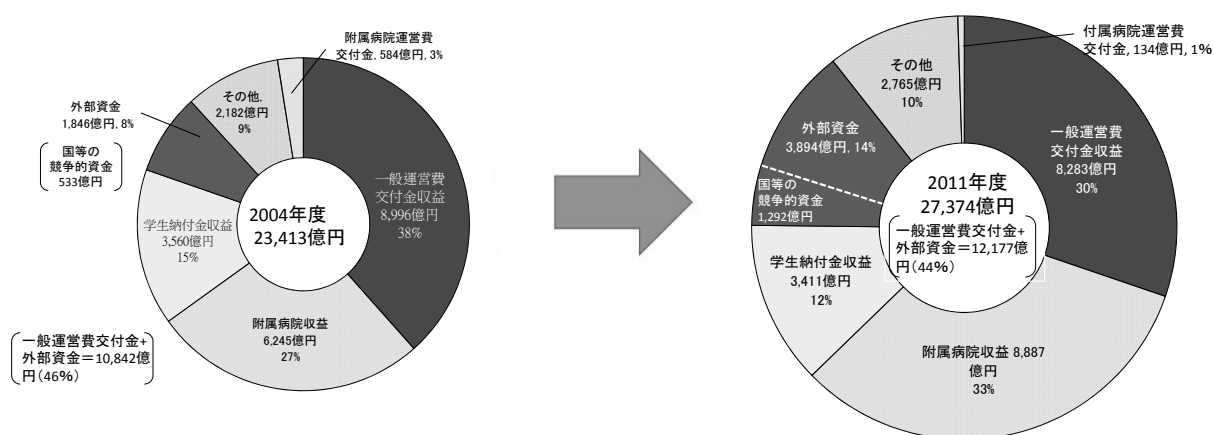 附属病院運営費
交付金, 584億円, 3%
その他,
2,182億円
9%
外部資金
1,846億円, 8%
国等の
競争的資金
533億円
一般運営費
交付金収益
8,996億円
38%
2004年度
23,413億円
学生納付金収益
3,560億円
15%
附属病院収益
6,245億円
27%
一般運営費交付金+
外部資金=10,842億
円(46%)
付属病院運営費
交付金, 134億円, 1%
その他
2,765億円
10%
外部資金
3,894億円, 14%
一般運営費
交付金収益
8,283億円
30%
国等の
競争的資金
1,292億円
2011年度
27,374億円
一般運営費交付金+
外部資金=12,177億
円(44%)
学生納付金収益
3,411億円
12%
附属病院収益 8,887
億円
33%